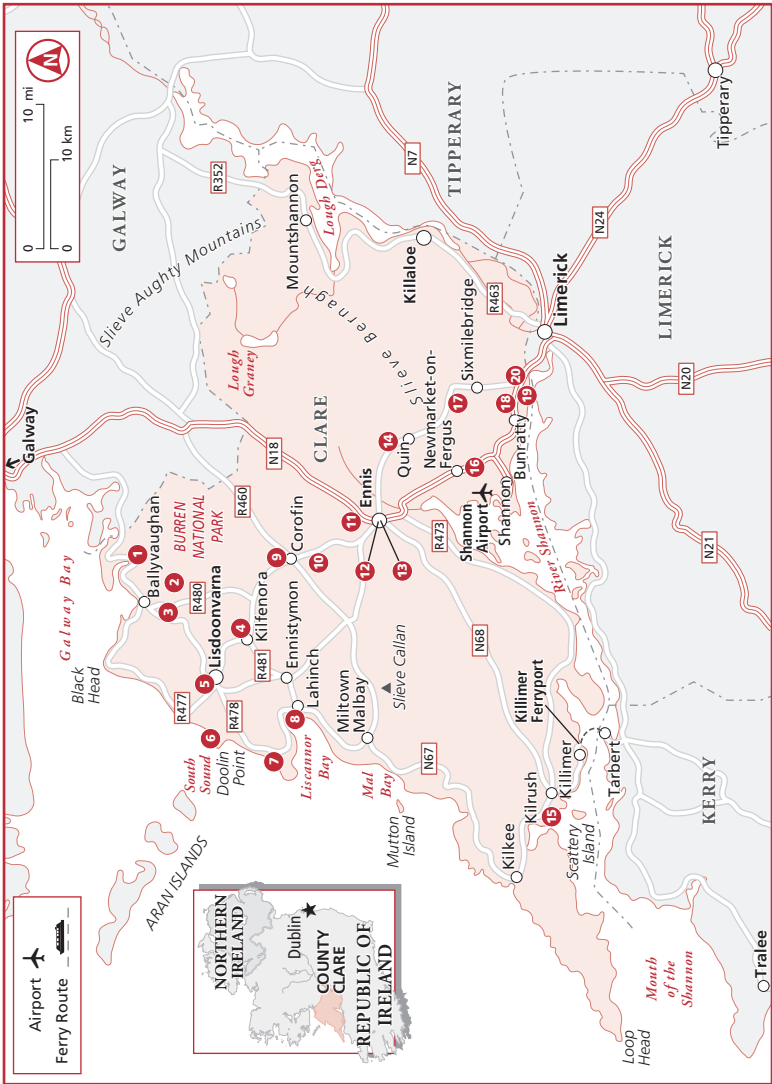 Airport
Ferry Route
NORTHERN
IRELAND
Dublin
COUNTY
CLARE
REPUBLIC OF
IRELAND
0
10 mi
0
10 km
N
Galway
GALWAY
Galway Bay
Black
Head
ARAN ISLANDS
South
Sound
Doolin
Point
Ballyvaughan
BURREN
NATIONAL
PARK
Slieve Aughty Mountains
R352
N18
R460
R480
R477
R478
R481
Lisdoonvarna
Kilfenora
Corofin
Ennistymon
Lahinch
Liscannor
Bay
Miltown
Malbay
Mal
Bay
Slieve Callan
Mutton
Island
Lough
Graney
Mountshannon
Lough Derg
Slieve Bernagh
CLARE
Killaloe
Ennis
Quin
Newmarket-on-
Fergus
Sixmilebridge
Bunratty
Shannon
Airport
Shannon
River Shannon
R473
R463
N7
TIPPERARY
Tipperary
N24
Limerick
LIMERICK
N20
N21
N68
N67
Kilkee
Kilrush
Killimer
Killimer
Ferryport
Tarbert
Scattery
Island
KERRY
Loop
Head
Mouth
of the
Shannon
Tralee
1
2
3
4
5
6
7
8
9
10
11
12
13
14
15
16
17
18
19
20